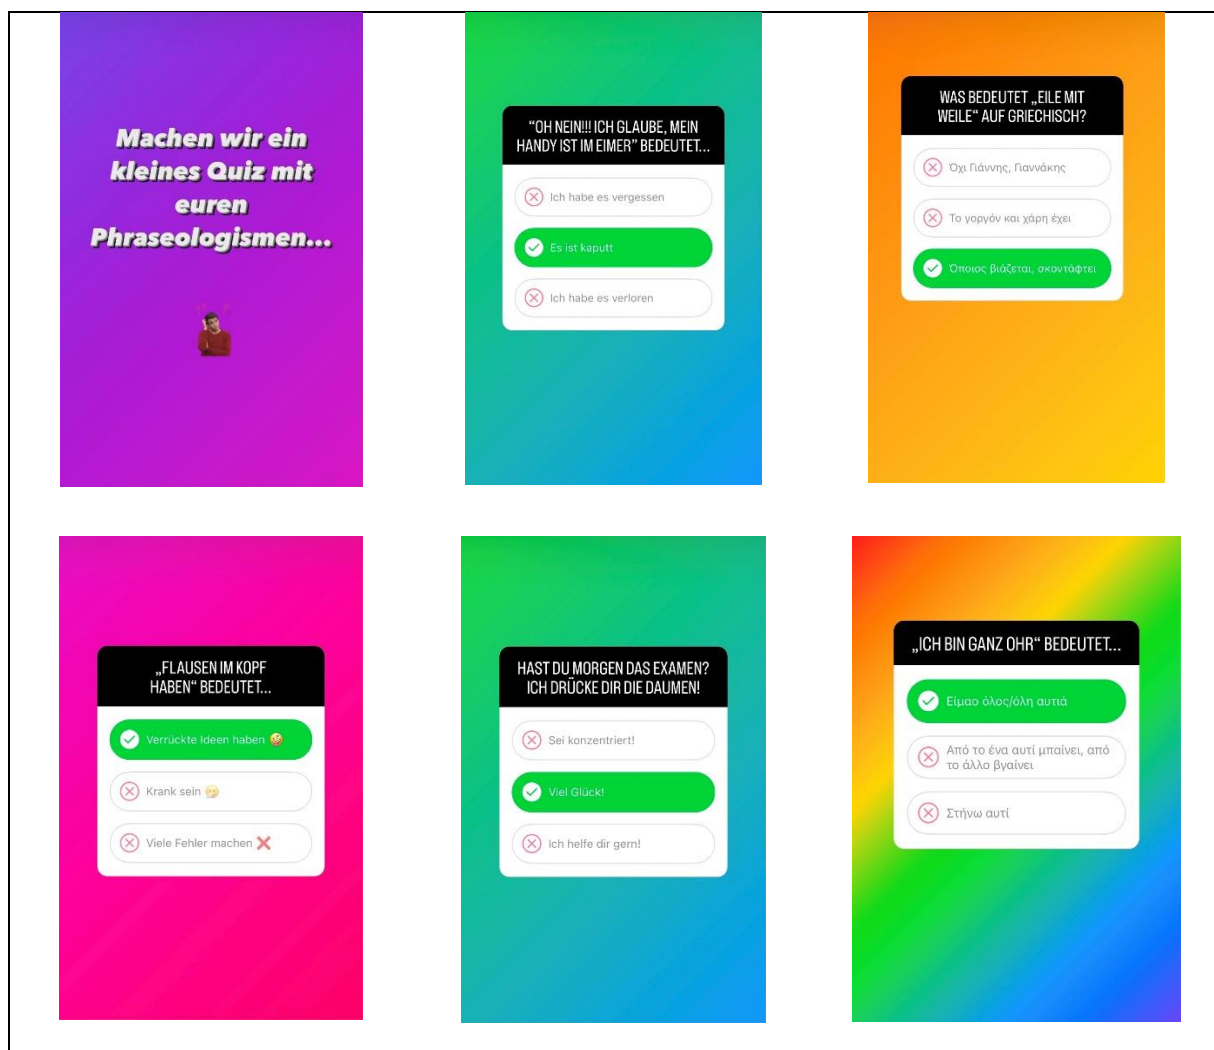 Machen wir ein
kleines Quiz mit
euren
Phraseologismen...
“OH NEIN!!! ICH GLAUBE, MEIN
HANDY IST IM EIMER” BEDEUTET...
Ich habe es vergessen
Es ist kaputt
Ich habe es verloren
WAS BEDEUTET „EILE MIT
WEILE“ AUF GRIECHISCH?
Όχι Γιάννης, Γιαννάκης
Το γοργόν και χάρη έχει
Όποιος βιάζεται, σκοντάφτει
„FLAUSEN IM KOPF
HABEN“ BEDEUTET...
Verrückte Ideen haben 🤪
Krank sein 🤧
Viele Fehler machen ❌
HAST DU MORGEN DAS EXAMEN?
ICH DRÜCKE DIR DIE DAUMEN!
Sei konzentriert!
Viel Glück!
Ich helfe dir gern!
„ICH BIN GANZ OHR“ BEDEUTET...
Είμαο όλος/όλη αυτιά
Από το ένα αυτί μπαίνει, από
το άλλο βγαίνει
Στήνω αυτί